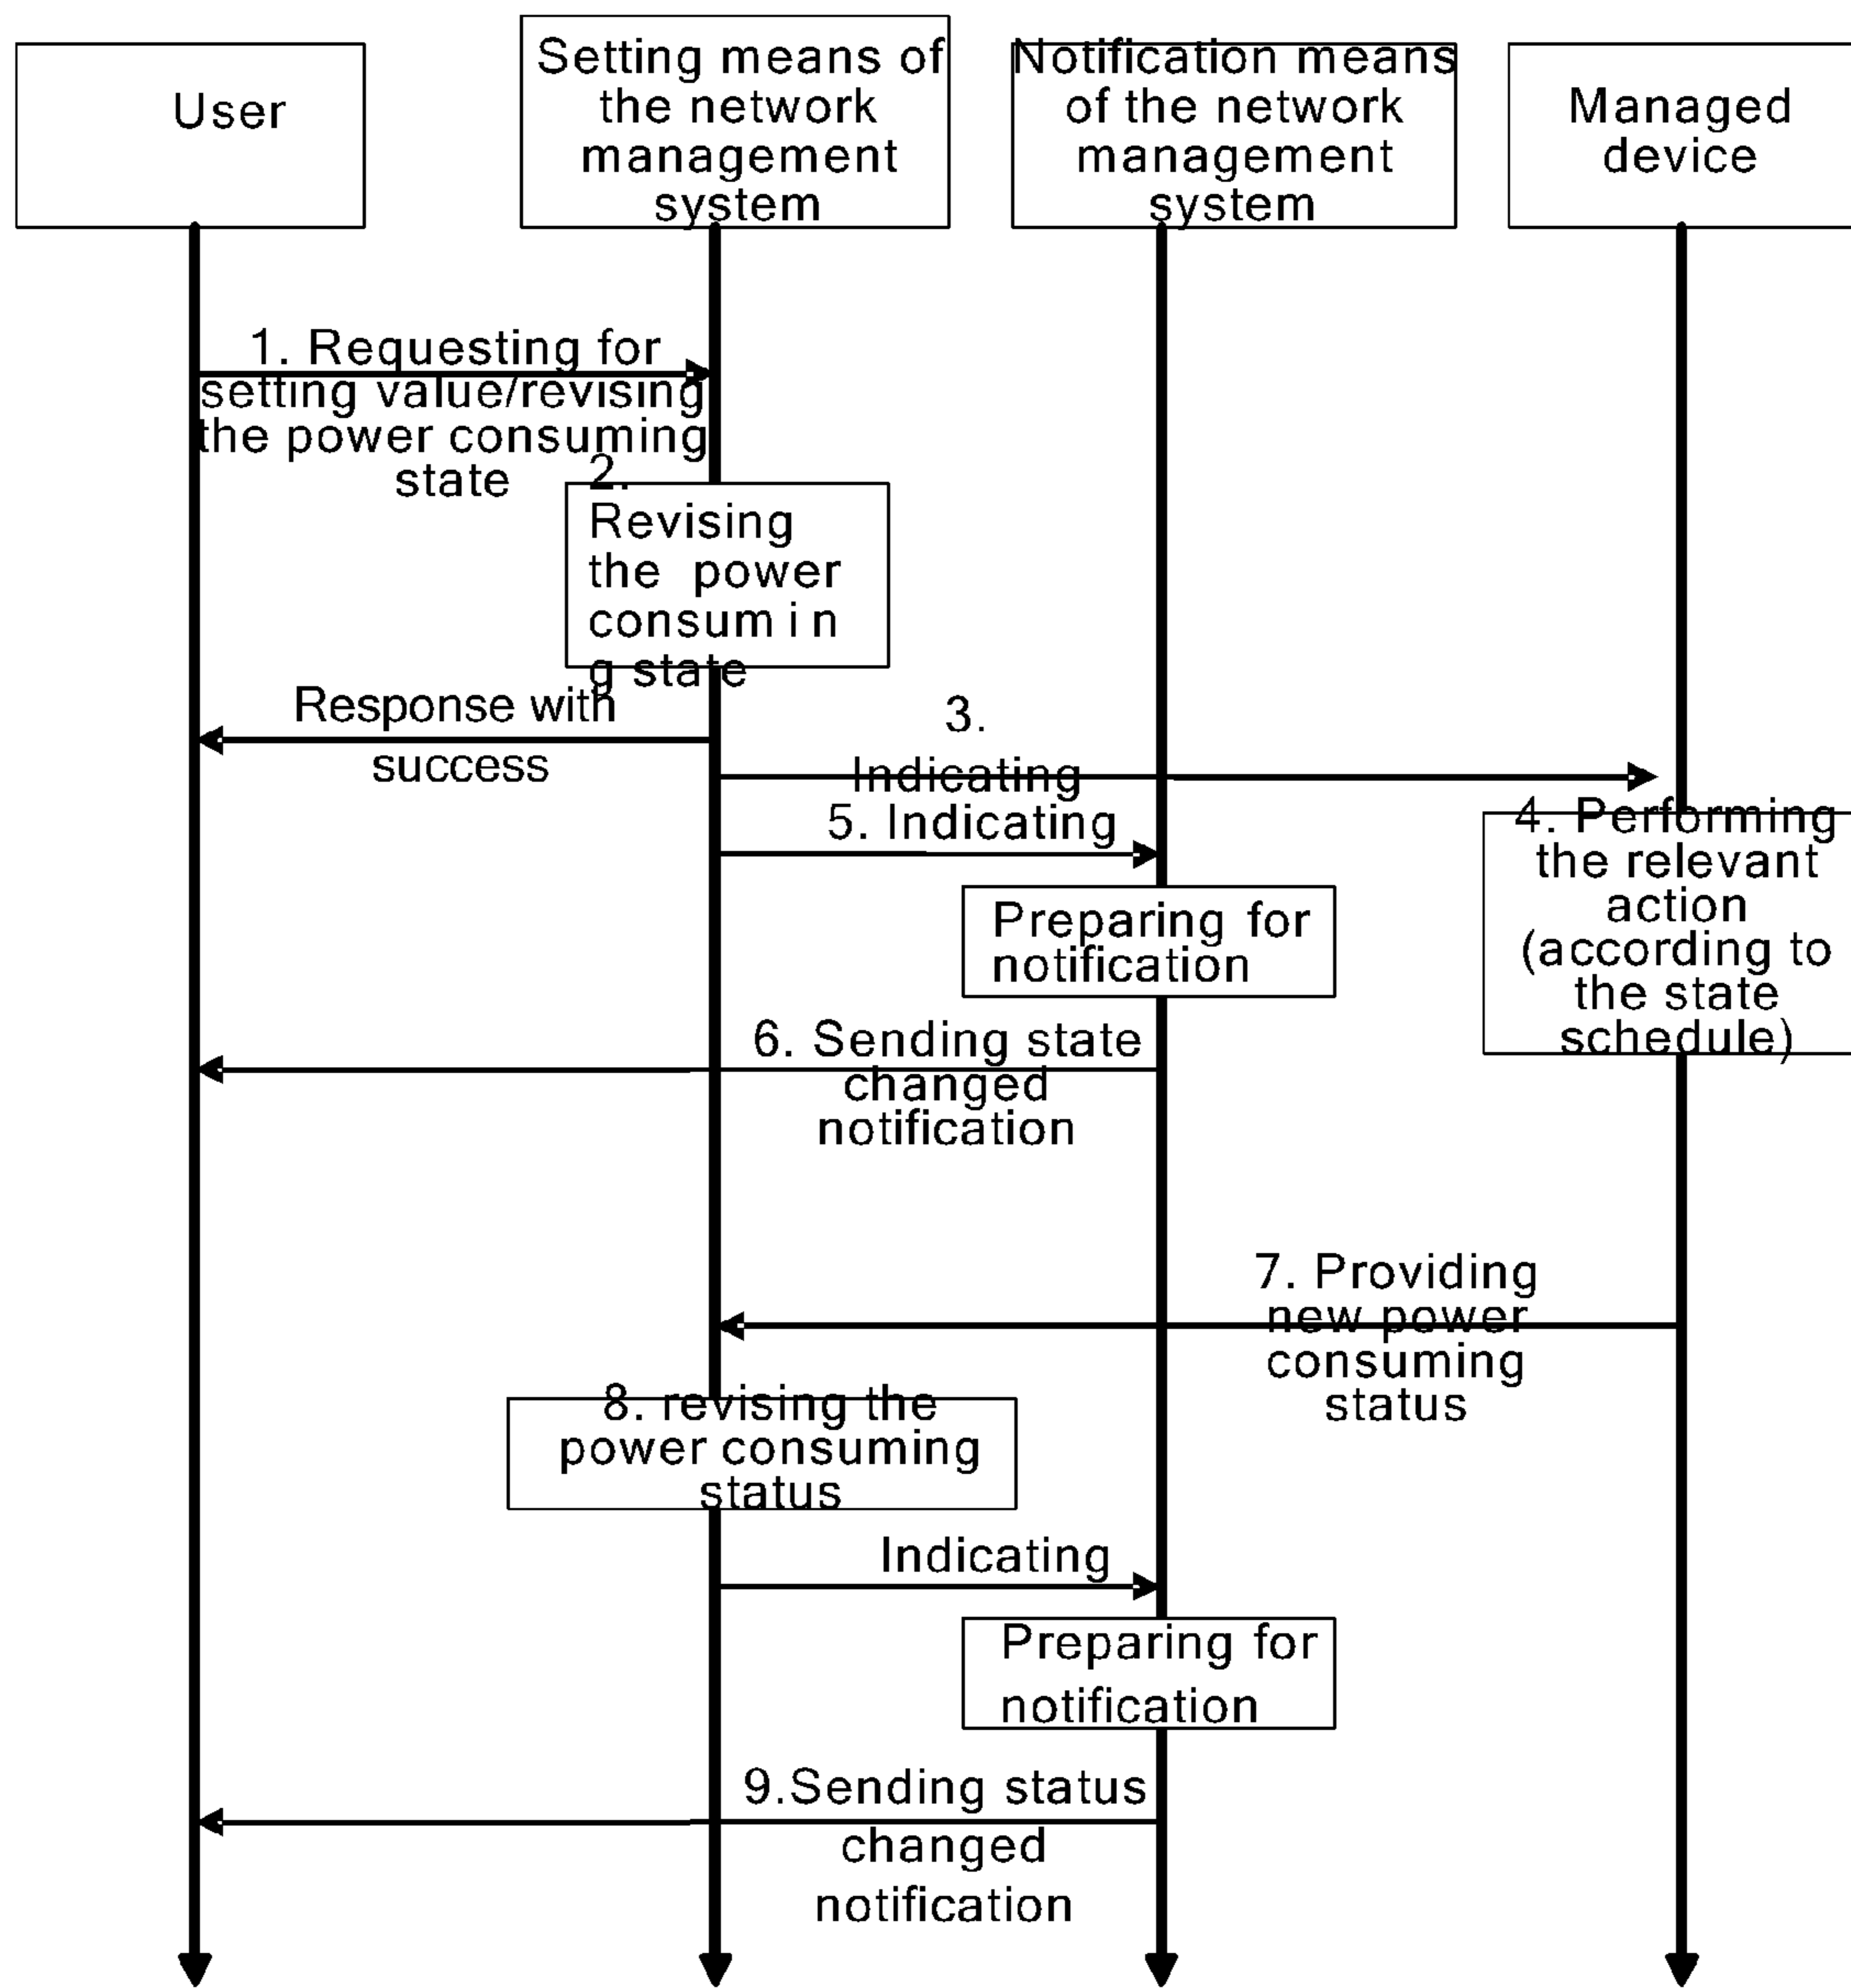 User
Setting means of
the network
management
system
Notification means
of the network
management
system
Managed
device
1. Requesting for
setting value/revising
the power consuming
state
2.
Revising
the power
consumin
g state
Response with
success
3.
Indicating
5. Indicating
4. Performing
the relevant
action
(according to
the state
schedule)
Preparing for
notification
6. Sending state
changed
notification
7. Providing
new power
consuming
status
8. revising the
power consuming
status
Indicating
Preparing for
notification
9.Sending status
changed
notification